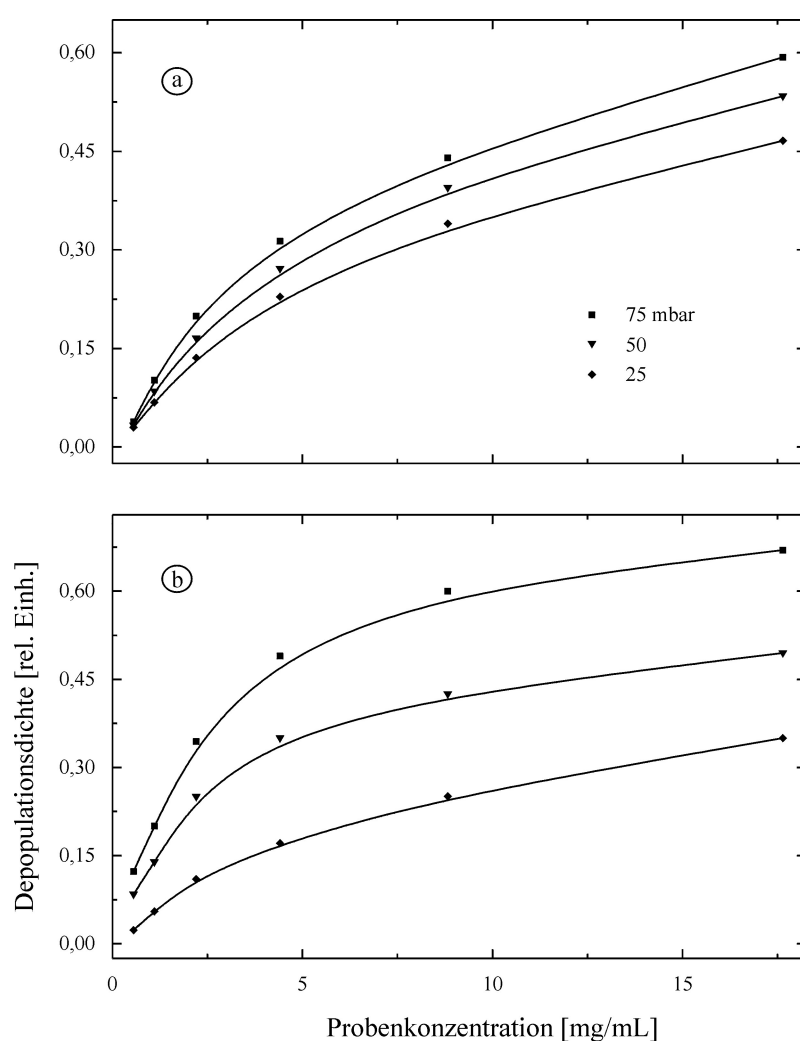 a
0,60
0,45
0,30
0,15
0,00
75 mbar
50
25
b
0,60
0,45
0,30
0,15
0,00
Depopulationsdichte [rel. Einh.]
0 5 10 15
Probenkonzentration [mg/mL]